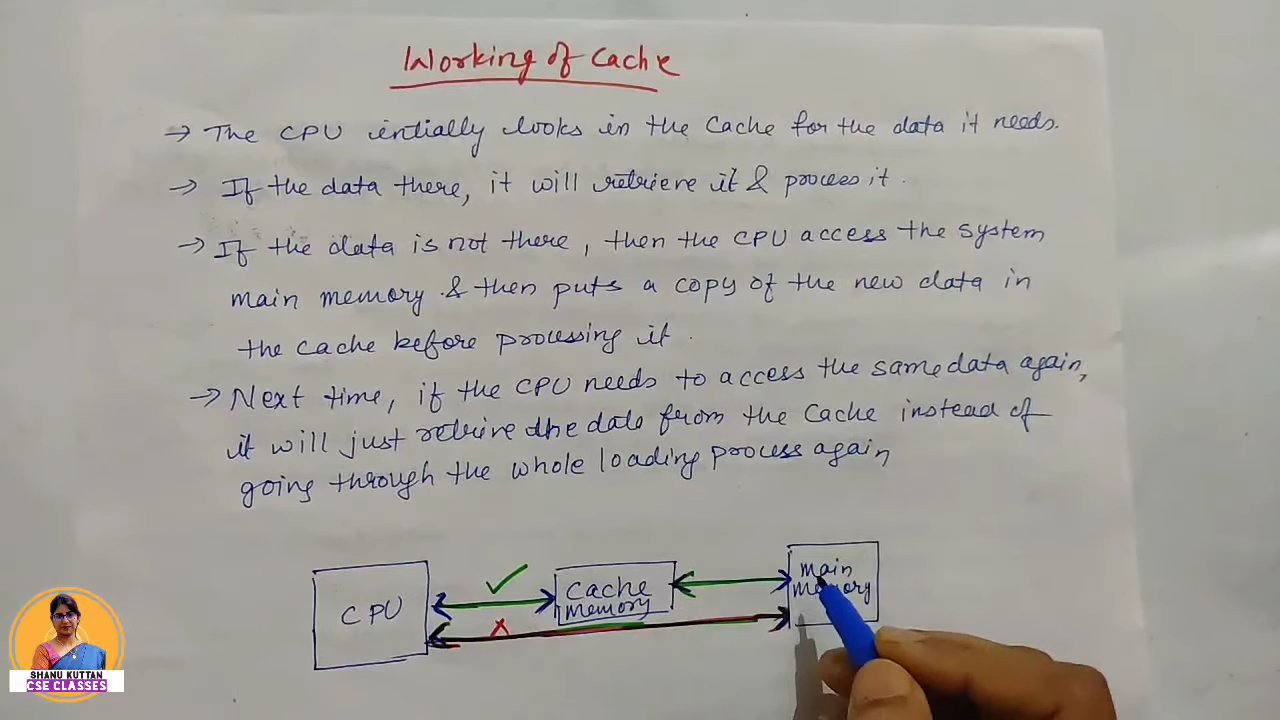 Working of Cache
→ The CPU initially looks in the Cache for the data it needs.
→ If the data there, it will retrieve it & process it.
→ If the data is not there, then the CPU access the system
main memory & then puts a copy of the new data in
the cache before processing it.
→ Next time, if the CPU needs to access the same data again,
it will just retrive the data from the Cache instead of
going through the whole loading process again
CPU
Cache
memory
main
memory
SHANU KUTTAN
CSE CLASSES